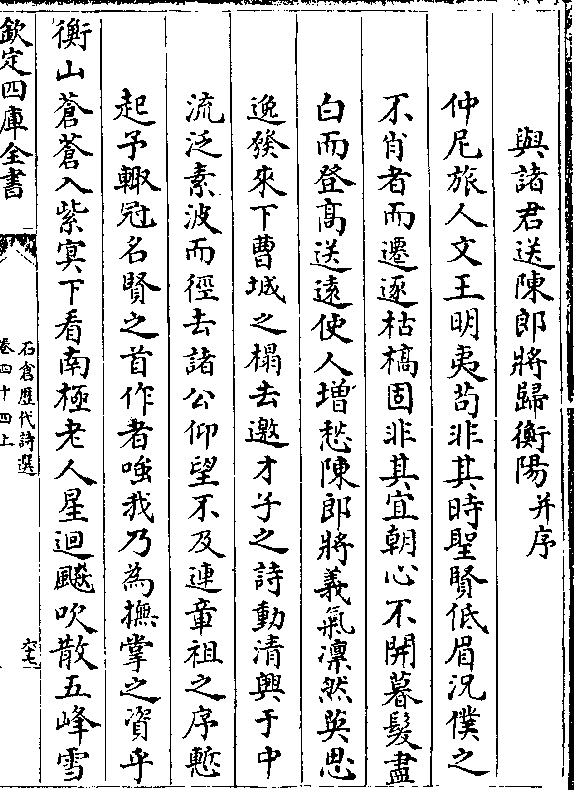 與諸君送陳郎將歸衡陽并序
仲尼旅人文王明夷茍非其時聖賢低眉況僕之
不肖者而遷逐枯槁固非其宜朝心不開暮髮盡
白而登髙送遠使人增愁陳郎將義氣凛然英思
逸發來下曹城之榻去邀才子之詩動清興于中
流泛素波而徑去諸公仰望不及連章祖之序慙
起予輙冠名賢之首作者嗤我乃為撫掌之資乎
衡山蒼蒼入紫冥下看南極老人星迴飈吹散五峰雪
欽定四庫全書
石倉歴代詩選
卷四十四上